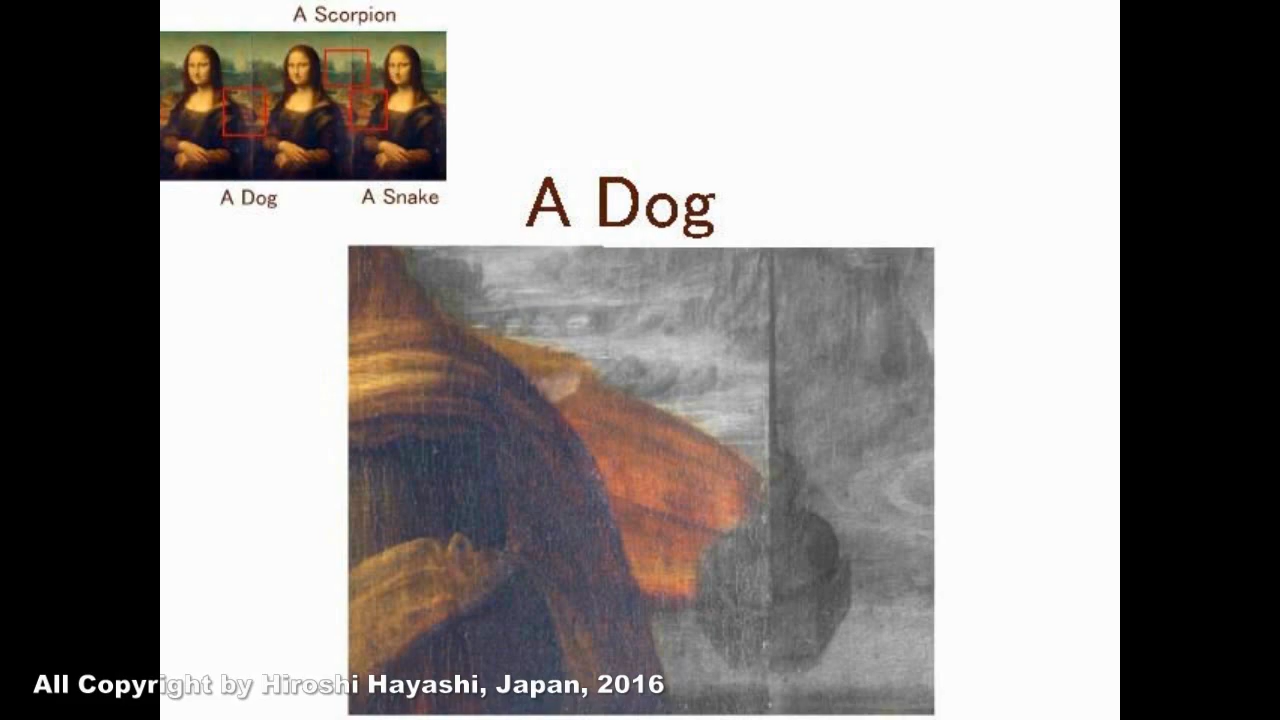 A Scorpion
A Dog
A Snake
A Dog
All Copyright by Hiroshi Hayashi, Japan, 2016